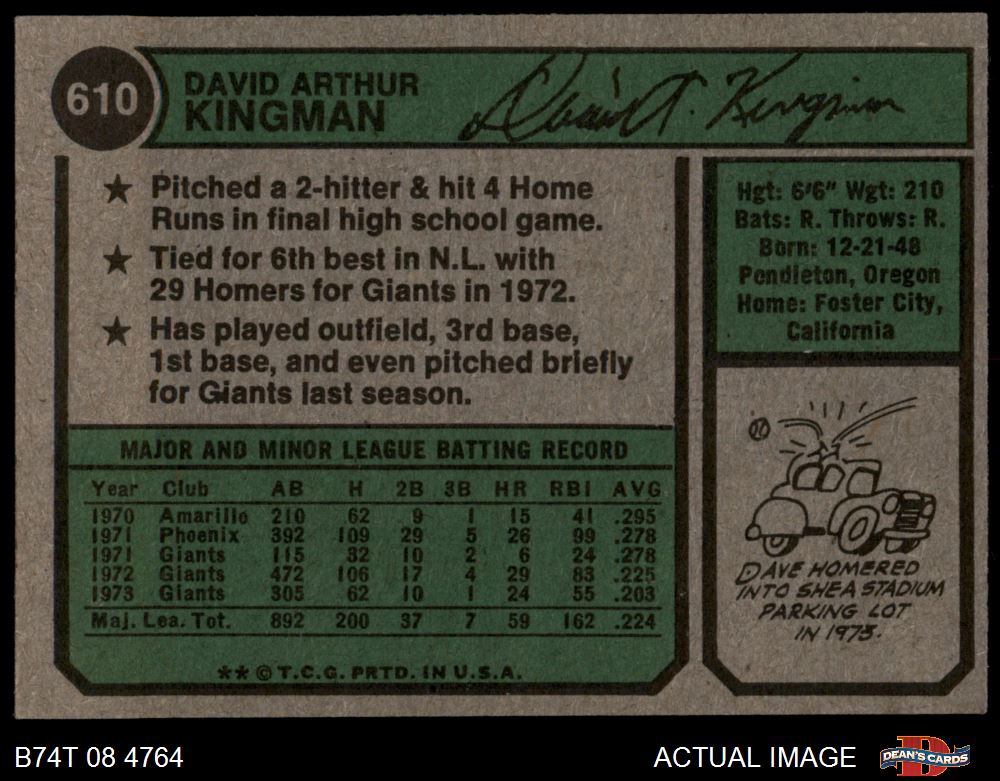 610
DAVID ARTHUR
KINGMAN
David A. Kingman
★ Pitched a 2-hitter & hit 4 Home
Runs in final high school game.
★ Tied for 6th best in N.L. with
29 Homers for Giants in 1972.
★ Has played outfield, 3rd base,
1st base, and even pitched briefly
for Giants last season.
Hgt: 6'6" Wgt: 210
Bats: R. Throws: R.
Born: 12-21-48
Pendleton, Oregon
Home: Foster City,
California
MAJOR AND MINOR LEAGUE BATTING RECORD
Year Club AB H 2B 3B HR RBI AVG
1970 Amarillo 210 62 9 1 15 41 .295
1971 Phoenix 392 109 29 5 26 99 .278
1971 Giants 115 32 10 2 6 24 .278
1972 Giants 472 106 17 4 29 83 .225
1973 Giants 305 62 10 1 24 55 .203
Maj. Lea. Tot. 892 200 37 7 59 162 .224
** © T.C.G. PRTD. IN U.S.A.
DAVE HOMERED
INTO SHEA STADIUM
PARKING LOT
IN 1973.
B74T 08 4764
ACTUAL IMAGE
DEAN'S CARDS